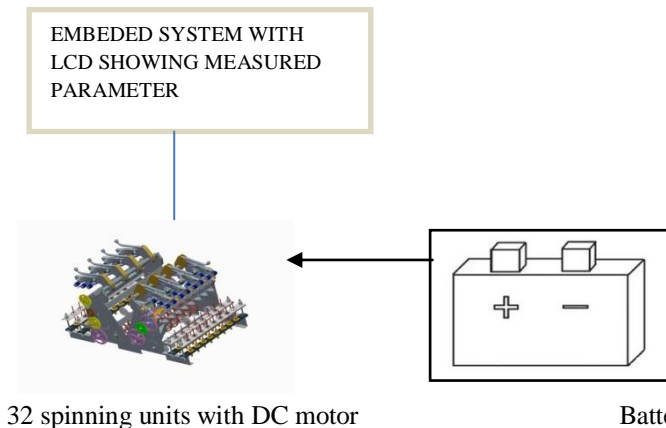 EMBEDED SYSTEM WITH
LCD SHOWING MEASURED
PARAMETER
+ −
32 spinning units with DC motor